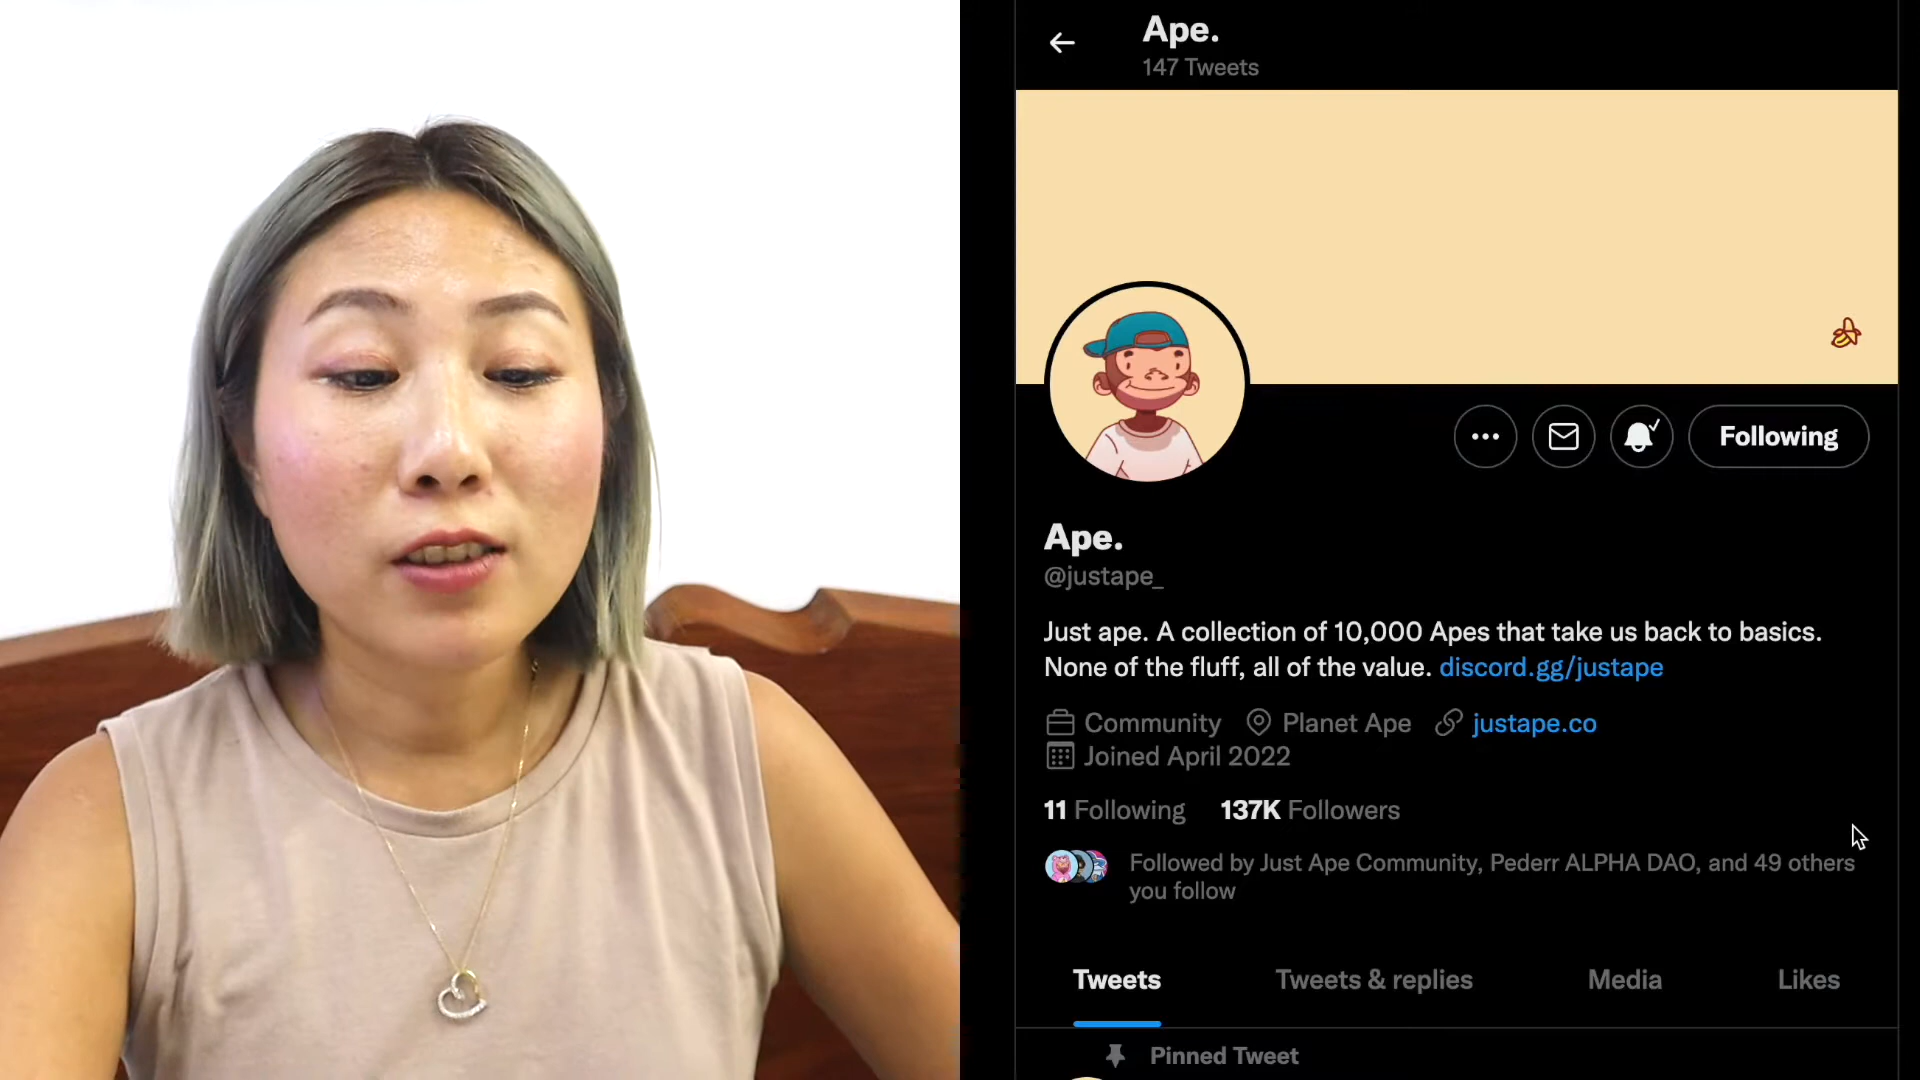 Ape.
147 Tweets
Following
Ape.
@justape_
Just ape. A collection of 10,000 Apes that take us back to basics.
None of the fluff, all of the value. discord.gg/justape
Community Planet Ape justape.co
Joined April 2022
11 Following 137K Followers
Followed by Just Ape Community, Pederr ALPHA DAO, and 49 others
you follow
Tweets Tweets & replies Media Likes
Pinned Tweet